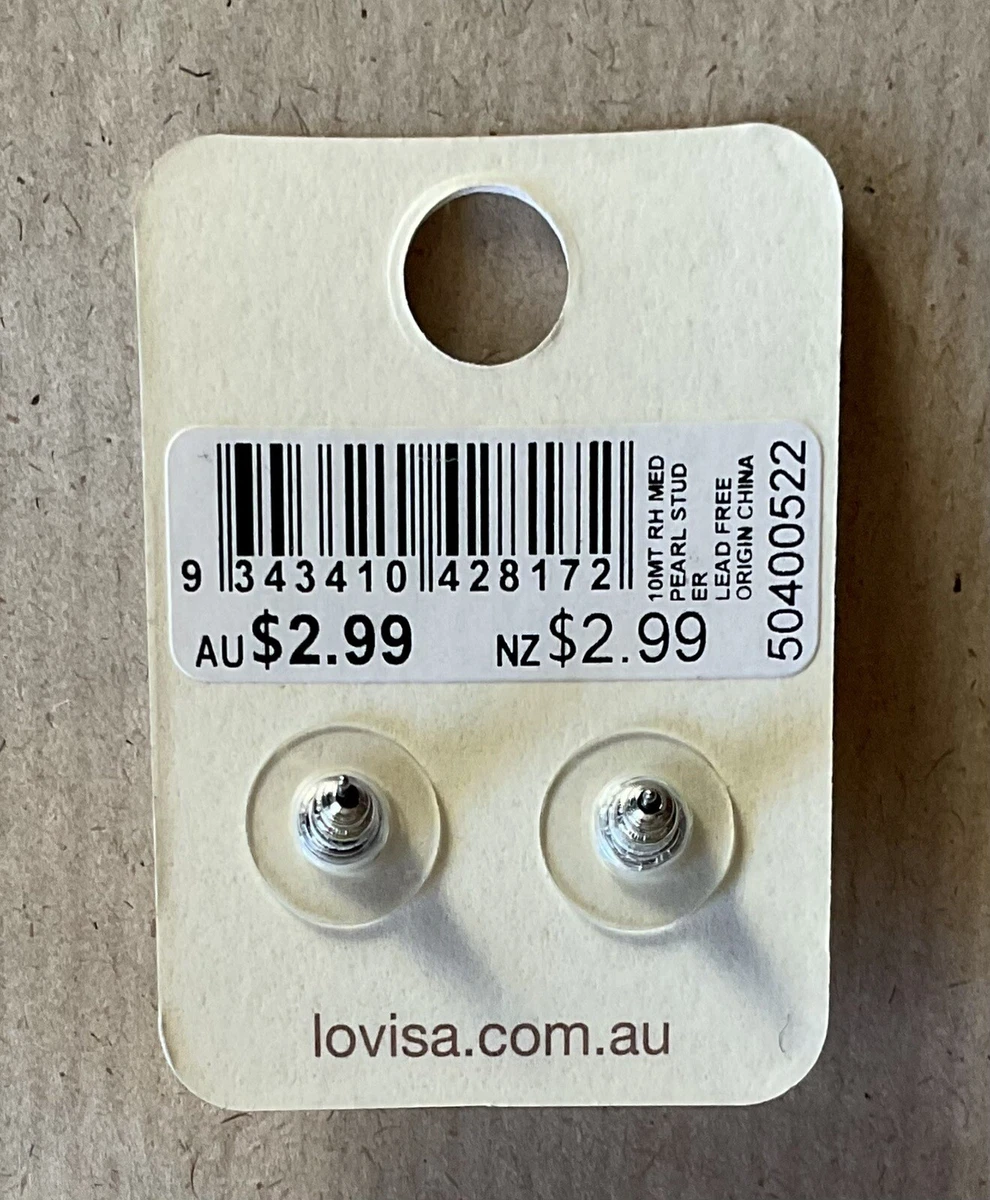 9 343410 428172
AU $2.99 NZ $2.99
10MT RH MED
PEARL STUD
ER
LEAD FREE
ORIGIN CHINA
50400522
lovisa.com.au